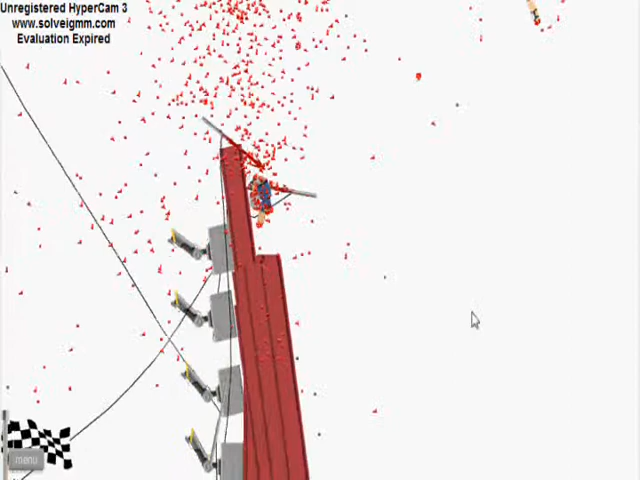 Unregistered HyperCam 3
www.solveigmm.com
Evaluation Expired
menu